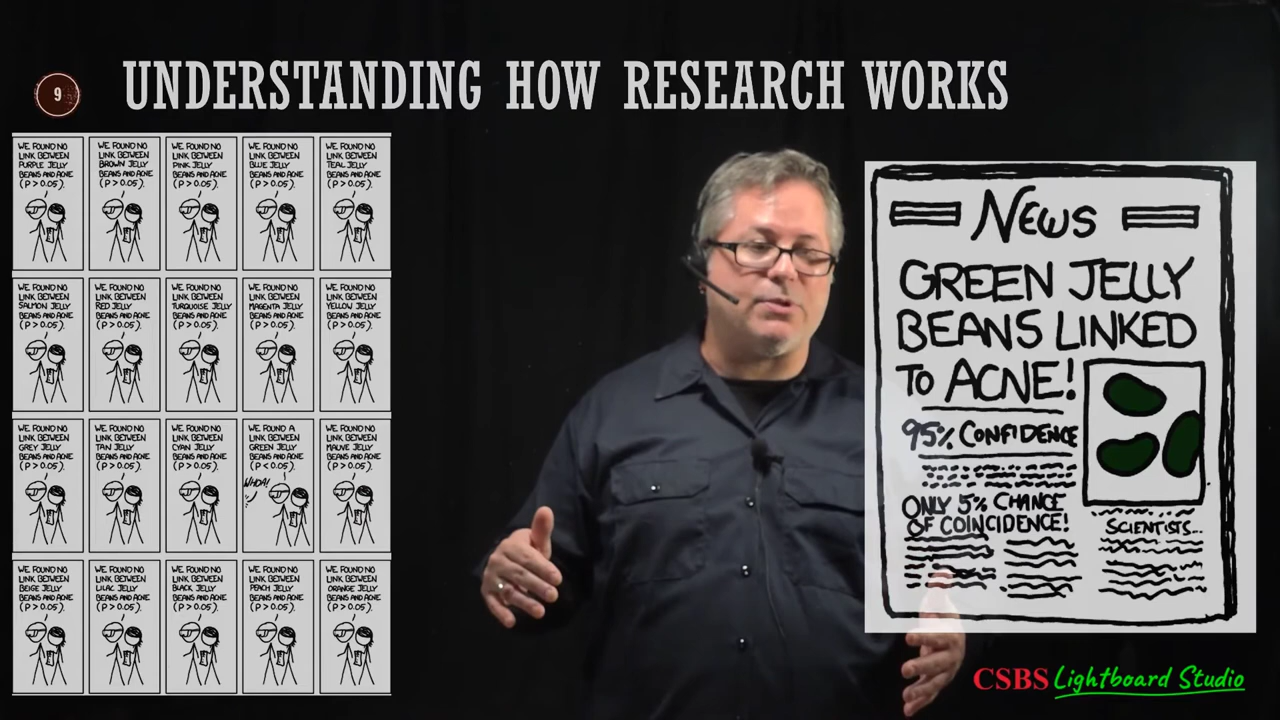 9
UNDERSTANDING HOW RESEARCH WORKS
WE FOUND NO
LINK BETWEEN
PURPLE JELLY
BEANS AND ACNE
(P > 0.05).
WE FOUND NO
LINK BETWEEN
BROWN JELLY
BEANS AND ACNE
(P > 0.05).
WE FOUND NO
LINK BETWEEN
PINK JELLY
BEANS AND ACNE
(P > 0.05).
WE FOUND NO
LINK BETWEEN
BLUE JELLY
BEANS AND ACNE
(P > 0.05).
WE FOUND NO
LINK BETWEEN
TEAL JELLY
BEANS AND ACNE
(P > 0.05).
WE FOUND NO
LINK BETWEEN
SALMON JELLY
BEANS AND ACNE
(P > 0.05).
WE FOUND NO
LINK BETWEEN
RED JELLY
BEANS AND ACNE
(P > 0.05).
WE FOUND NO
LINK BETWEEN
TURQUOISE JELLY
BEANS AND ACNE
(P > 0.05).
WE FOUND NO
LINK BETWEEN
MAGENTA JELLY
BEANS AND ACNE
(P > 0.05).
WE FOUND NO
LINK BETWEEN
YELLOW JELLY
BEANS AND ACNE
(P > 0.05).
WE FOUND NO
LINK BETWEEN
GREY JELLY
BEANS AND ACNE
(P > 0.05).
WE FOUND NO
LINK BETWEEN
TAN JELLY
BEANS AND ACNE
(P > 0.05).
WE FOUND NO
LINK BETWEEN
CYAN JELLY
BEANS AND ACNE
(P > 0.05).
WE FOUND A
LINK BETWEEN
GREEN JELLY
BEANS AND ACNE
(P < 0.05).
WHOA!
WE FOUND NO
LINK BETWEEN
MAUVE JELLY
BEANS AND ACNE
(P > 0.05).
WE FOUND NO
LINK BETWEEN
BEIGE JELLY
BEANS AND ACNE
(P > 0.05).
WE FOUND NO
LINK BETWEEN
LILAC JELLY
BEANS AND ACNE
(P > 0.05).
WE FOUND NO
LINK BETWEEN
BLACK JELLY
BEANS AND ACNE
(P > 0.05).
WE FOUND NO
LINK BETWEEN
PEACH JELLY
BEANS AND ACNE
(P > 0.05).
WE FOUND NO
LINK BETWEEN
ORANGE JELLY
BEANS AND ACNE
(P > 0.05).
NEWS
GREEN JELLY
BEANS LINKED
TO ACNE!
95% CONFIDENCE
ONLY 5% CHANCE
OF COINCIDENCE!
SCIENTISTS...
CSBS Lightboard Studio